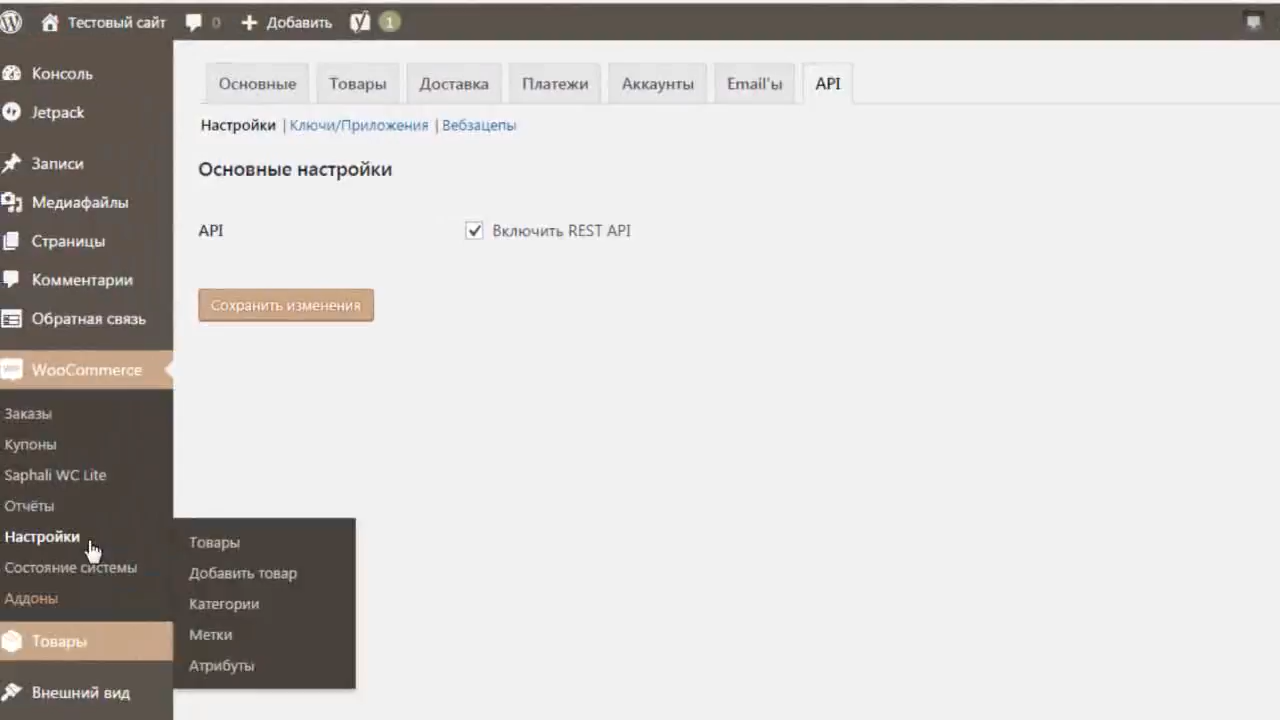 Тестовый сайт 0 Добавить 1
Консоль
Jetpack
Записи
Медиафайлы
Страницы
Комментарии
Обратная связь
WooCommerce
Заказы
Купоны
Saphali WC Lite
Отчёты
Настройки
Состояние системы
Аддоны
Товары
Внешний вид
Основные Товары Доставка Платежи Аккаунты Email'ы API
Настройки | Ключи/Приложения | Вебзацепы
Основные настройки
API Включить REST API
Сохранить изменения
Товары
Добавить товар
Категории
Метки
Атрибуты